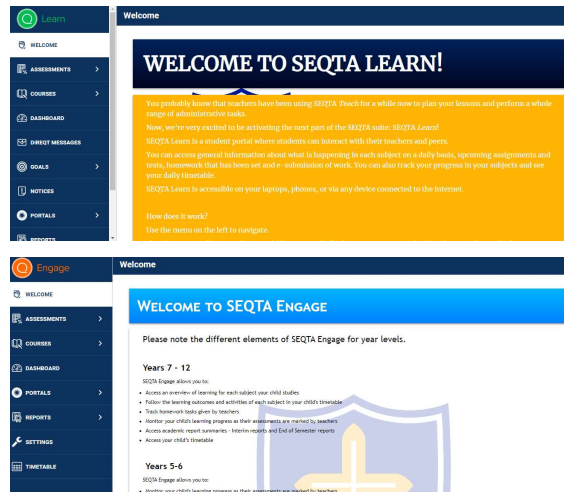 Learn
Welcome
WELCOME
ASSESSMENTS
COURSES
DASHBOARD
DIREQT MESSAGES
GOALS
NOTICES
PORTALS
REPORTS
WELCOME TO SEQTA LEARN!
You probably know that teachers have been using SEQTA Teach for a while now to plan your lessons and perform a whole
range of administrative tasks.
Now, we're very excited to be activating the next part of the SEQTA suite: SEQTA Learn!
SEQTA Learn is a student portal where students can interact with their teachers and peers.
You can access general information about what is happening in each subject on a daily basis, upcoming assignments and
tests, homework that has been set and e-submission of work. You can also track your progress in your subjects and see
your daily timetable.
SEQTA Learn is accessible on your laptops, phones, or via any device connected to the internet.
How does it work?
Use the menu on the left to navigate.
Engage
Welcome
WELCOME
ASSESSMENTS
COURSES
DASHBOARD
PORTALS
REPORTS
SETTINGS
TIMETABLE
WELCOME TO SEQTA ENGAGE
Please note the different elements of SEQTA Engage for year levels.
Years 7 - 12
SEQTA Engage allows you to:
• Access an overview of learning for each subject your child studies
• Follow the learning outcomes and activities of each subject in your child's timetable
• Track homework tasks given by teachers
• Monitor your child's learning progress as their assessments are marked by teachers
• Access academic report summaries - Interim reports and End of Semester reports
• Access your child's timetable
Years 5-6
SEQTA Engage allows you to:
• Monitor your child's learning progress as their assessments are marked by teachers